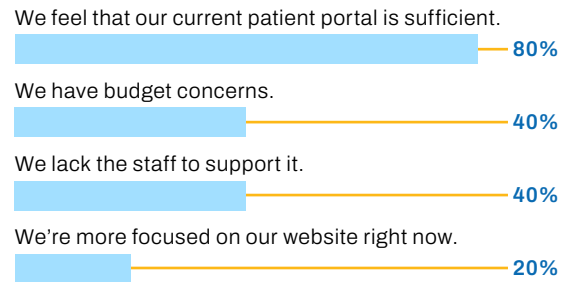 We feel that our current patient portal is sufficient.
80%
We have budget concerns.
40%
We lack the staff to support it.
40%
We’re more focused on our website right now.
20%